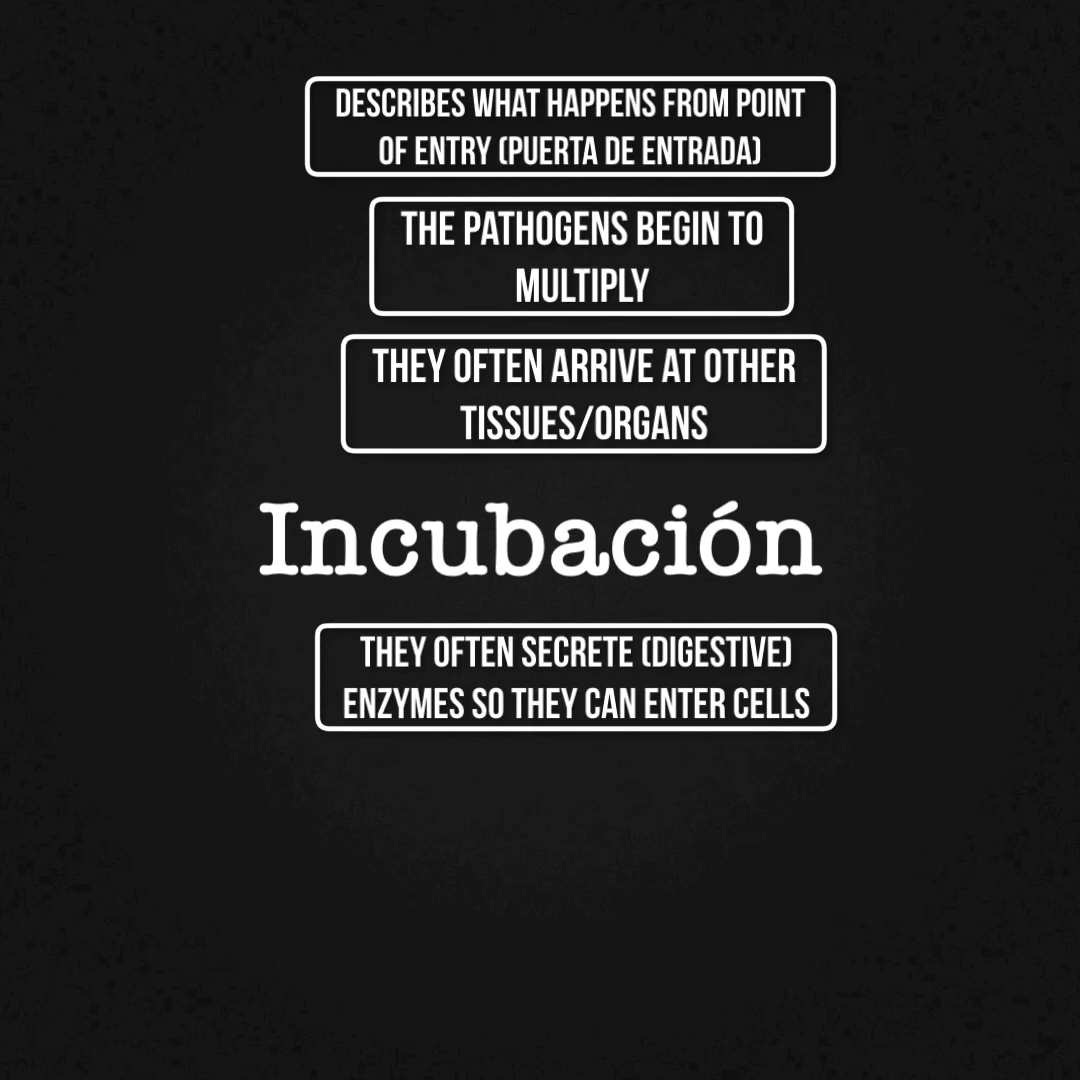 DESCRIBES WHAT HAPPENS FROM POINT
OF ENTRY (PUERTA DE ENTRADA)
THE PATHOGENS BEGIN TO
MULTIPLY
THEY OFTEN ARRIVE AT OTHER
TISSUES/ORGANS
Incubación
THEY OFTEN SECRETE (DIGESTIVE)
ENZYMES SO THEY CAN ENTER CELLS